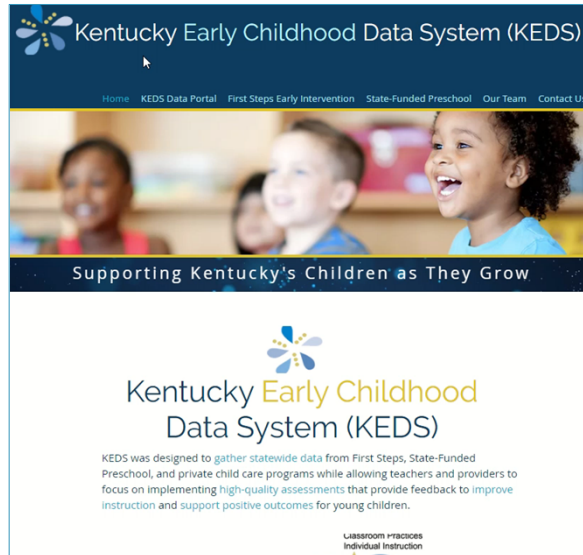 Kentucky Early Childhood Data System (KEDS)
Home KEDS Data Portal First Steps Early Intervention State-Funded Preschool Our Team Contact Us
Supporting Kentucky's Children as They Grow
Kentucky Early Childhood
Data System (KEDS)
KEDS was designed to gather statewide data from First Steps, State-Funded
Preschool, and private child care programs while allowing teachers and providers to
focus on implementing high-quality assessments that provide feedback to improve
instruction and support positive outcomes for young children.
Classroom Practices
Individual Instruction